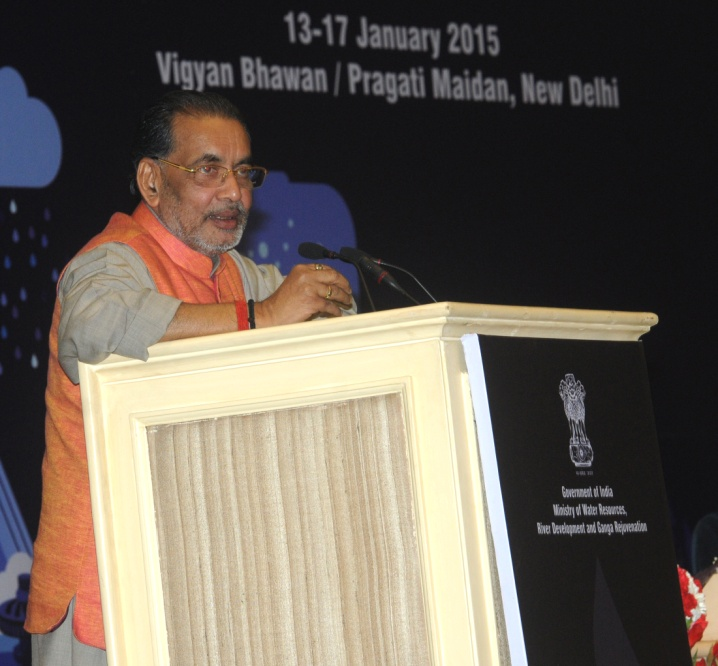 13-17 January 2015
Vigyan Bhawan / Pragati Maidan, New Delhi
Government of India
Ministry of Water Resources,
River Development and Ganga Rejuvenation